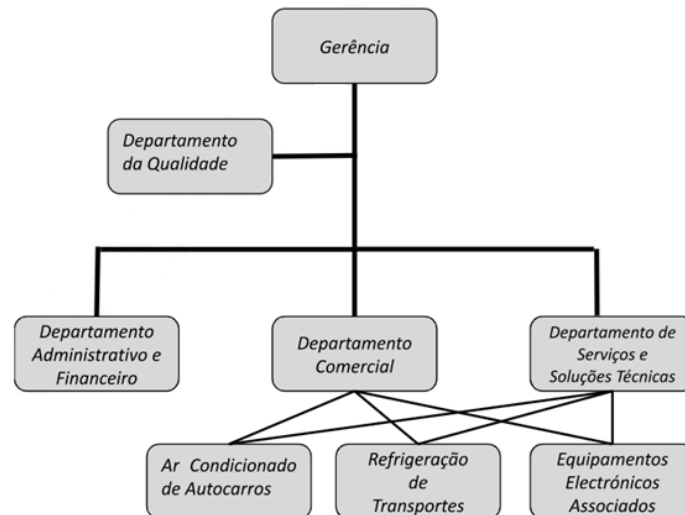 Gerência
Departamento
da Qualidade
Departamento
Administrativo e
Financeiro
Departamento
Comercial
Departamento de
Serviços e
Soluções Técnicas
Ar Condicionado
de Autocarros
Refrigeração
de
Transportes
Equipamentos
Electrónicos
Associados